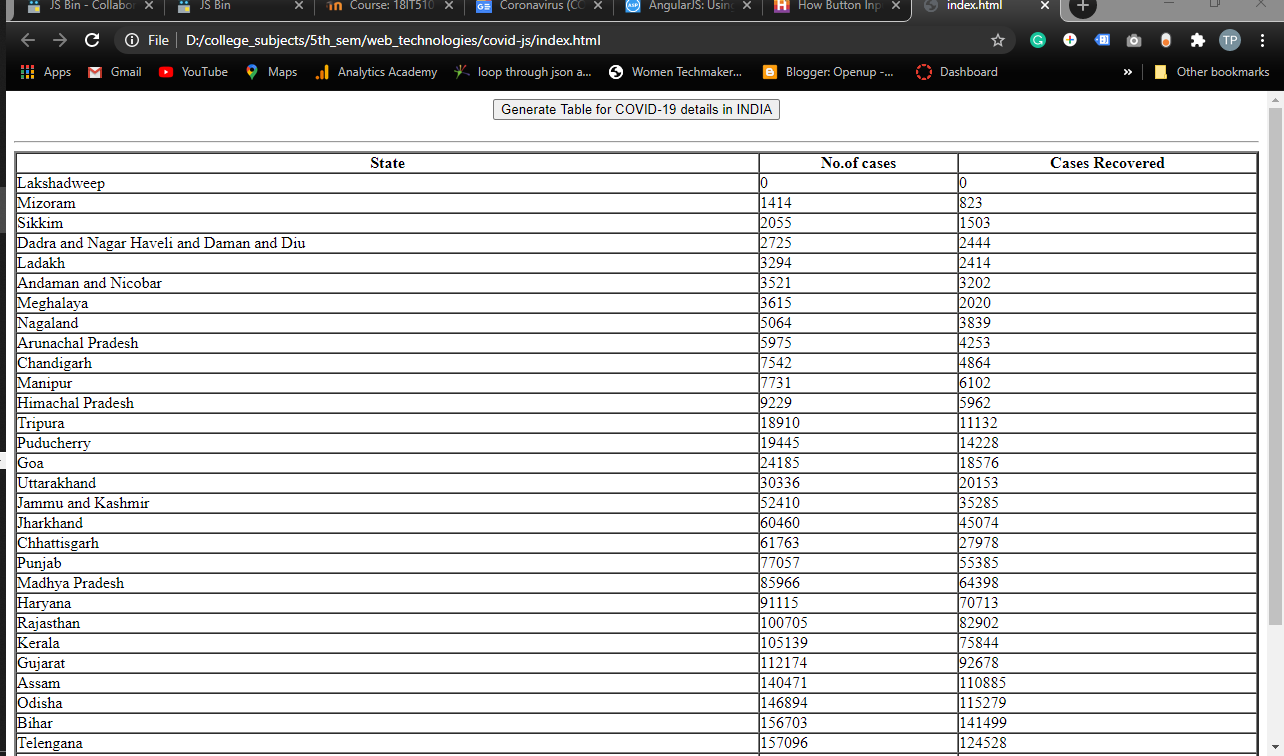 JS Bin - Collabor JS Bin Course: 18IT510 Coronavirus (CO AngularJS: Usin How Button Inp index.html
File D:/college_subjects/5th_sem/web_technologies/covid-js/index.html TP
Apps Gmail YouTube Maps Analytics Academy loop through json a... Women Techmaker... Blogger: Openup -... Dashboard » Other bookmarks
Generate Table for COVID-19 details in INDIA
State No.of cases Cases Recovered
Lakshadweep 0 0
Mizoram 1414 823
Sikkim 2055 1503
Dadra and Nagar Haveli and Daman and Diu 2725 2444
Ladakh 3294 2414
Andaman and Nicobar 3521 3202
Meghalaya 3615 2020
Nagaland 5064 3839
Arunachal Pradesh 5975 4253
Chandigarh 7542 4864
Manipur 7731 6102
Himachal Pradesh 9229 5962
Tripura 18910 11132
Puducherry 19445 14228
Goa 24185 18576
Uttarakhand 30336 20153
Jammu and Kashmir 52410 35285
Jharkhand 60460 45074
Chhattisgarh 61763 27978
Punjab 77057 55385
Madhya Pradesh 85966 64398
Haryana 91115 70713
Rajasthan 100705 82902
Kerala 105139 75844
Gujarat 112174 92678
Assam 140471 110885
Odisha 146894 115279
Bihar 156703 141499
Telengana 157096 124528